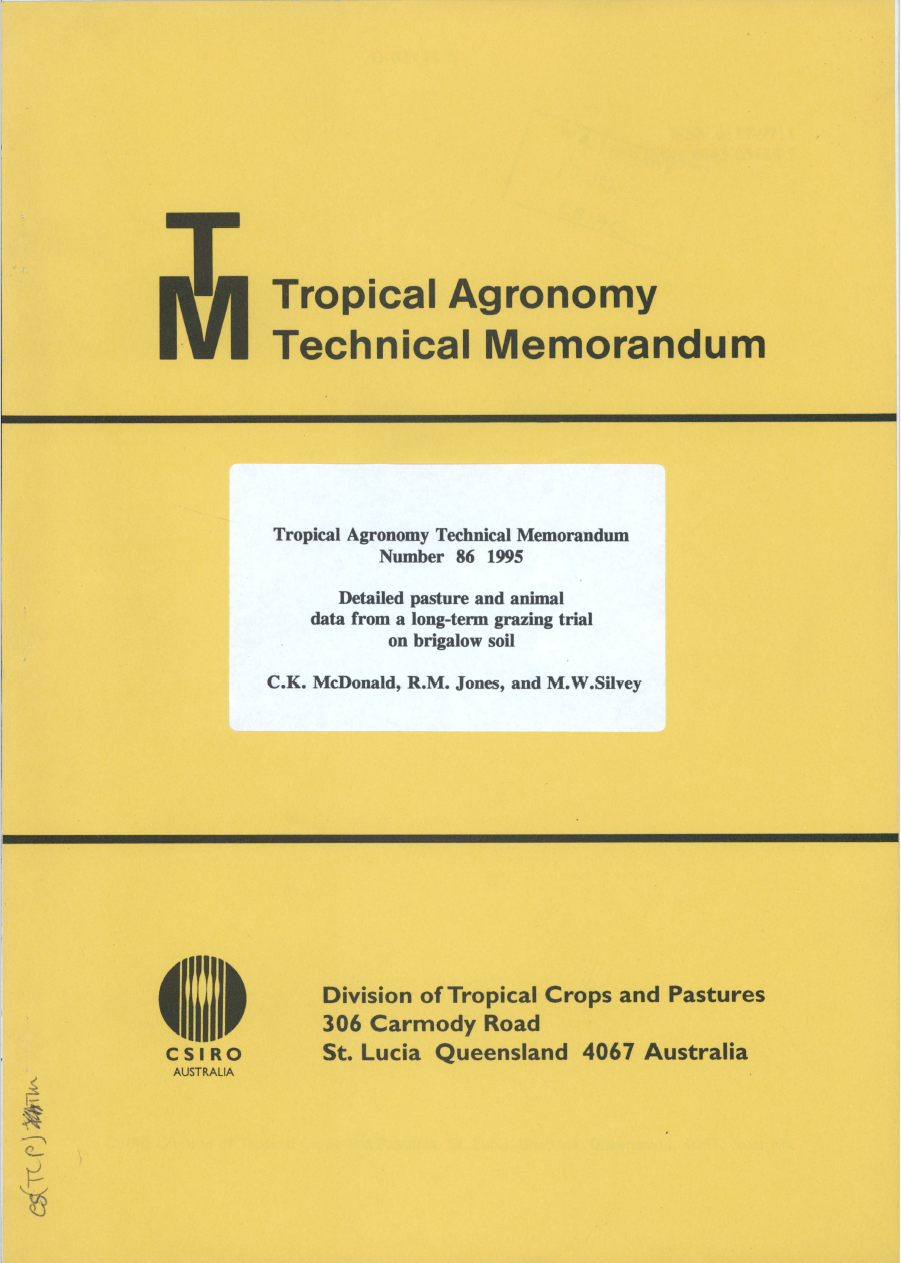 TM
Tropical Agronomy
Technical Memorandum
Tropical Agronomy Technical Memorandum
Number 86 1995
Detailed pasture and animal
data from a long-term grazing trial
on brigalow soil
C.K. McDonald, R.M. Jones, and M.W.Silvey
CSIRO
AUSTRALIA
Division of Tropical Crops and Pastures
306 Carmody Road
St. Lucia Queensland 4067 Australia